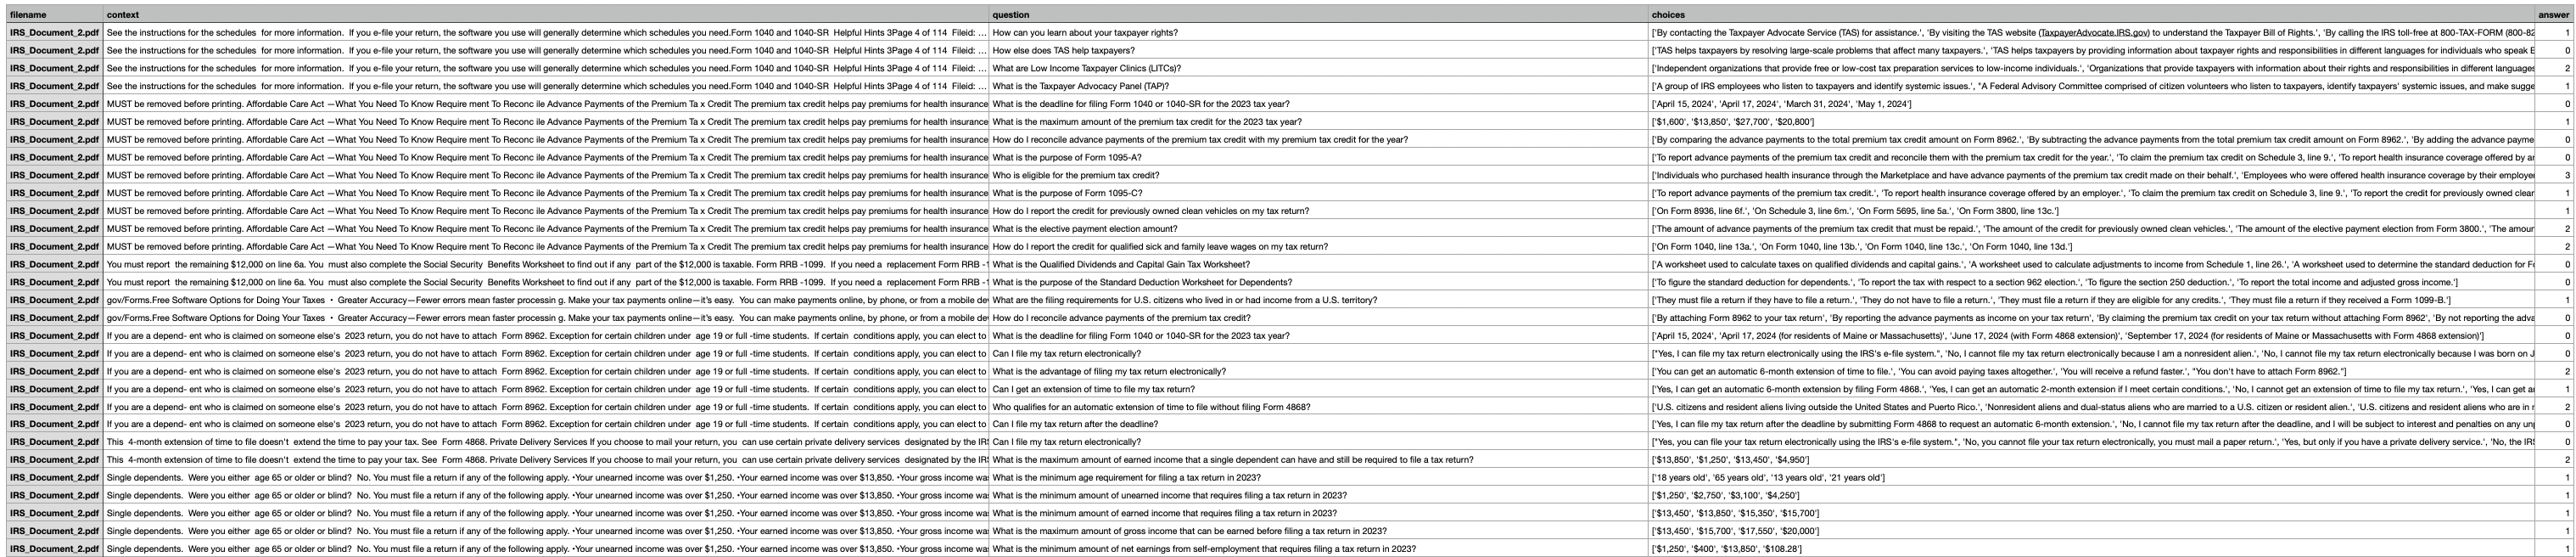 filename context question choices answer
IRS_Document_2.pdf See the instructions for the schedules for more information. If you e-file your return, the software you use will generally determine which schedules you need.Form 1040 and 1040-SR Helpful Hints 3Page 4 of 114 Fileid: … How can you learn about your taxpayer rights? ['By contacting the Taxpayer Advocate Service (TAS) for assistance.', 'By visiting the TAS website (TaxpayerAdvocate.IRS.gov) to understand the Taxpayer Bill of Rights.', 'By calling the IRS toll-free at 800-TAX-FORM (800-82 1
IRS_Document_2.pdf See the instructions for the schedules for more information. If you e-file your return, the software you use will generally determine which schedules you need.Form 1040 and 1040-SR Helpful Hints 3Page 4 of 114 Fileid: … How else does TAS help taxpayers? ['TAS helps taxpayers by resolving large-scale problems that affect many taxpayers.', 'TAS helps taxpayers by providing information about taxpayer rights and responsibilities in different languages for individuals who speak E 0
IRS_Document_2.pdf See the instructions for the schedules for more information. If you e-file your return, the software you use will generally determine which schedules you need.Form 1040 and 1040-SR Helpful Hints 3Page 4 of 114 Fileid: … What are Low Income Taxpayer Clinics (LITCs)? ['Independent organizations that provide free or low-cost tax preparation services to low-income individuals.', 'Organizations that provide taxpayers with information about their rights and responsibilities in different languages 2
IRS_Document_2.pdf See the instructions for the schedules for more information. If you e-file your return, the software you use will generally determine which schedules you need.Form 1040 and 1040-SR Helpful Hints 3Page 4 of 114 Fileid: … What is the Taxpayer Advocacy Panel (TAP)? ['A group of IRS employees who listen to taxpayers and identify systemic issues.', "A Federal Advisory Committee comprised of citizen volunteers who listen to taxpayers, identify taxpayers' systemic issues, and make sugge 1
IRS_Document_2.pdf MUST be removed before printing. Affordable Care Act —What You Need To Know Require ment To Reconc ile Advance Payments of the Premium Ta x Credit The premium tax credit helps pay premiums for health insurance What is the deadline for filing Form 1040 or 1040-SR for the 2023 tax year? ['April 15, 2024', 'April 17, 2024', 'March 31, 2024', 'May 1, 2024'] 0
IRS_Document_2.pdf MUST be removed before printing. Affordable Care Act —What You Need To Know Require ment To Reconc ile Advance Payments of the Premium Ta x Credit The premium tax credit helps pay premiums for health insurance What is the maximum amount of the premium tax credit for the 2023 tax year? ['$1,600', '$13,850', '$27,700', '$20,800'] 1
IRS_Document_2.pdf MUST be removed before printing. Affordable Care Act —What You Need To Know Require ment To Reconc ile Advance Payments of the Premium Ta x Credit The premium tax credit helps pay premiums for health insurance How do I reconcile advance payments of the premium tax credit with my premium tax credit for the year? ['By comparing the advance payments to the total premium tax credit amount on Form 8962.', 'By subtracting the advance payments from the total premium tax credit amount on Form 8962.', 'By adding the advance payme 0
IRS_Document_2.pdf MUST be removed before printing. Affordable Care Act —What You Need To Know Require ment To Reconc ile Advance Payments of the Premium Ta x Credit The premium tax credit helps pay premiums for health insurance What is the purpose of Form 1095-A? ['To report advance payments of the premium tax credit and reconcile them with the premium tax credit for the year.', 'To claim the premium tax credit on Schedule 3, line 9.', 'To report health insurance coverage offered by an 0
IRS_Document_2.pdf MUST be removed before printing. Affordable Care Act —What You Need To Know Require ment To Reconc ile Advance Payments of the Premium Ta x Credit The premium tax credit helps pay premiums for health insurance Who is eligible for the premium tax credit? ['Individuals who purchased health insurance through the Marketplace and have advance payments of the premium tax credit made on their behalf.', 'Employees who were offered health insurance coverage by their employer 3
IRS_Document_2.pdf MUST be removed before printing. Affordable Care Act —What You Need To Know Require ment To Reconc ile Advance Payments of the Premium Ta x Credit The premium tax credit helps pay premiums for health insurance What is the purpose of Form 1095-C? ['To report advance payments of the premium tax credit.', 'To report health insurance coverage offered by an employer.', 'To claim the premium tax credit on Schedule 3, line 9.', 'To report the credit for previously owned clean 1
IRS_Document_2.pdf MUST be removed before printing. Affordable Care Act —What You Need To Know Require ment To Reconc ile Advance Payments of the Premium Ta x Credit The premium tax credit helps pay premiums for health insurance How do I report the credit for previously owned clean vehicles on my tax return? ['On Form 8936, line 6f.', 'On Schedule 3, line 6m.', 'On Form 5695, line 5a.', 'On Form 3800, line 13c.'] 1
IRS_Document_2.pdf MUST be removed before printing. Affordable Care Act —What You Need To Know Require ment To Reconc ile Advance Payments of the Premium Ta x Credit The premium tax credit helps pay premiums for health insurance What is the elective payment election amount? ['The amount of advance payments of the premium tax credit that must be repaid.', 'The amount of the credit for previously owned clean vehicles.', 'The amount of the elective payment election from Form 3800.', 'The amour 2
IRS_Document_2.pdf MUST be removed before printing. Affordable Care Act —What You Need To Know Require ment To Reconc ile Advance Payments of the Premium Ta x Credit The premium tax credit helps pay premiums for health insurance How do I report the credit for qualified sick and family leave wages on my tax return? ['On Form 1040, line 13a.', 'On Form 1040, line 13b.', 'On Form 1040, line 13c.', 'On Form 1040, line 13d.'] 2
IRS_Document_2.pdf You must report the remaining $12,000 on line 6a. You must also complete the Social Security Benefits Worksheet to find out if any part of the $12,000 is taxable. Form RRB -1099. If you need a replacement Form RRB -1 What is the Qualified Dividends and Capital Gain Tax Worksheet? ['A worksheet used to calculate taxes on qualified dividends and capital gains.', 'A worksheet used to calculate adjustments to income from Schedule 1, line 26.', 'A worksheet used to determine the standard deduction for Fo 0
IRS_Document_2.pdf You must report the remaining $12,000 on line 6a. You must also complete the Social Security Benefits Worksheet to find out if any part of the $12,000 is taxable. Form RRB -1099. If you need a replacement Form RRB -1 What is the purpose of the Standard Deduction Worksheet for Dependents? ['To figure the standard deduction for dependents.', 'To report the tax with respect to a section 962 election.', 'To figure the section 250 deduction.', 'To report the total income and adjusted gross income.'] 0
IRS_Document_2.pdf gov/Forms.Free Software Options for Doing Your Taxes • Greater Accuracy—Fewer errors mean faster processin g. Make your tax payments online—it's easy. You can make payments online, by phone, or from a mobile dev What are the filing requirements for U.S. citizens who lived in or had income from a U.S. territory? ['They must file a return if they have to file a return.', 'They do not have to file a return.', 'They must file a return if they are eligible for any credits.', 'They must file a return if they received a Form 1099-B.'] 1
IRS_Document_2.pdf gov/Forms.Free Software Options for Doing Your Taxes • Greater Accuracy—Fewer errors mean faster processin g. Make your tax payments online—it's easy. You can make payments online, by phone, or from a mobile dev How do I reconcile advance payments of the premium tax credit? ['By attaching Form 8962 to your tax return', 'By reporting the advance payments as income on your tax return', 'By claiming the premium tax credit on your tax return without attaching Form 8962', 'By not reporting the adva 0
IRS_Document_2.pdf If you are a depend- ent who is claimed on someone else's 2023 return, you do not have to attach Form 8962. Exception for certain children under age 19 or full -time students. If certain conditions apply, you can elect to What is the deadline for filing Form 1040 or 1040-SR for the 2023 tax year? ['April 15, 2024', 'April 17, 2024 (for residents of Maine or Massachusetts)', 'June 17, 2024 (with Form 4868 extension)', 'September 17, 2024 (for residents of Maine or Massachusetts with Form 4868 extension)'] 0
IRS_Document_2.pdf If you are a depend- ent who is claimed on someone else's 2023 return, you do not have to attach Form 8962. Exception for certain children under age 19 or full -time students. If certain conditions apply, you can elect to Can I file my tax return electronically? ["Yes, I can file my tax return electronically using the IRS's e-file system.", 'No, I cannot file my tax return electronically because I am a nonresident alien.', 'No, I cannot file my tax return electronically because I was born on J 0
IRS_Document_2.pdf If you are a depend- ent who is claimed on someone else's 2023 return, you do not have to attach Form 8962. Exception for certain children under age 19 or full -time students. If certain conditions apply, you can elect to What is the advantage of filing my tax return electronically? ['You can get an automatic 6-month extension of time to file.', 'You can avoid paying taxes altogether.', 'You will receive a refund faster.', "You don't have to attach Form 8962."] 2
IRS_Document_2.pdf If you are a depend- ent who is claimed on someone else's 2023 return, you do not have to attach Form 8962. Exception for certain children under age 19 or full -time students. If certain conditions apply, you can elect to Can I get an extension of time to file my tax return? ['Yes, I can get an automatic 6-month extension by filing Form 4868.', 'Yes, I can get an automatic 2-month extension if I meet certain conditions.', 'No, I cannot get an extension of time to file my tax return.', 'Yes, I can get an 1
IRS_Document_2.pdf If you are a depend- ent who is claimed on someone else's 2023 return, you do not have to attach Form 8962. Exception for certain children under age 19 or full -time students. If certain conditions apply, you can elect to Who qualifies for an automatic extension of time to file without filing Form 4868? ['U.S. citizens and resident aliens living outside the United States and Puerto Rico.', 'Nonresident aliens and dual-status aliens who are married to a U.S. citizen or resident alien.', 'U.S. citizens and resident aliens who are in 2
IRS_Document_2.pdf If you are a depend- ent who is claimed on someone else's 2023 return, you do not have to attach Form 8962. Exception for certain children under age 19 or full -time students. If certain conditions apply, you can elect to Can I file my tax return after the deadline? ['Yes, I can file my tax return after the deadline by submitting Form 4868 to request an automatic 6-month extension.', 'No, I cannot file my tax return after the deadline, and I will be subject to interest and penalties on any unp 0
IRS_Document_2.pdf This 4-month extension of time to file doesn't extend the time to pay your tax. See Form 4868. Private Delivery Services If you choose to mail your return, you can use certain private delivery services designated by the IRS Can I file my tax return electronically? ["Yes, you can file your tax return electronically using the IRS's e-file system.", 'No, you cannot file your tax return electronically, you must mail a paper return.', 'Yes, but only if you have a private delivery service.', 'No, the IRS 0
IRS_Document_2.pdf This 4-month extension of time to file doesn't extend the time to pay your tax. See Form 4868. Private Delivery Services If you choose to mail your return, you can use certain private delivery services designated by the IRS What is the maximum amount of earned income that a single dependent can have and still be required to file a tax return? ['$13,850', '$1,250', '$13,450', '$4,950'] 2
IRS_Document_2.pdf Single dependents. Were you either age 65 or older or blind? No. You must file a return if any of the following apply. •Your unearned income was over $1,250. •Your earned income was over $13,850. •Your gross income was What is the minimum age requirement for filing a tax return in 2023? ['18 years old', '65 years old', '13 years old', '21 years old'] 1
IRS_Document_2.pdf Single dependents. Were you either age 65 or older or blind? No. You must file a return if any of the following apply. •Your unearned income was over $1,250. •Your earned income was over $13,850. •Your gross income was What is the minimum amount of unearned income that requires filing a tax return in 2023? ['$1,250', '$2,750', '$3,100', '$4,250'] 1
IRS_Document_2.pdf Single dependents. Were you either age 65 or older or blind? No. You must file a return if any of the following apply. •Your unearned income was over $1,250. •Your earned income was over $13,850. •Your gross income was What is the minimum amount of earned income that requires filing a tax return in 2023? ['$13,450', '$13,850', '$15,350', '$15,700'] 1
IRS_Document_2.pdf Single dependents. Were you either age 65 or older or blind? No. You must file a return if any of the following apply. •Your unearned income was over $1,250. •Your earned income was over $13,850. •Your gross income was What is the maximum amount of gross income that can be earned before filing a tax return in 2023? ['$13,450', '$15,700', '$17,550', '$20,000'] 1
IRS_Document_2.pdf Single dependents. Were you either age 65 or older or blind? No. You must file a return if any of the following apply. •Your unearned income was over $1,250. •Your earned income was over $13,850. •Your gross income was What is the minimum amount of net earnings from self-employment that requires filing a tax return in 2023? ['$1,250', '$400', '$13,850', '$108.28'] 1